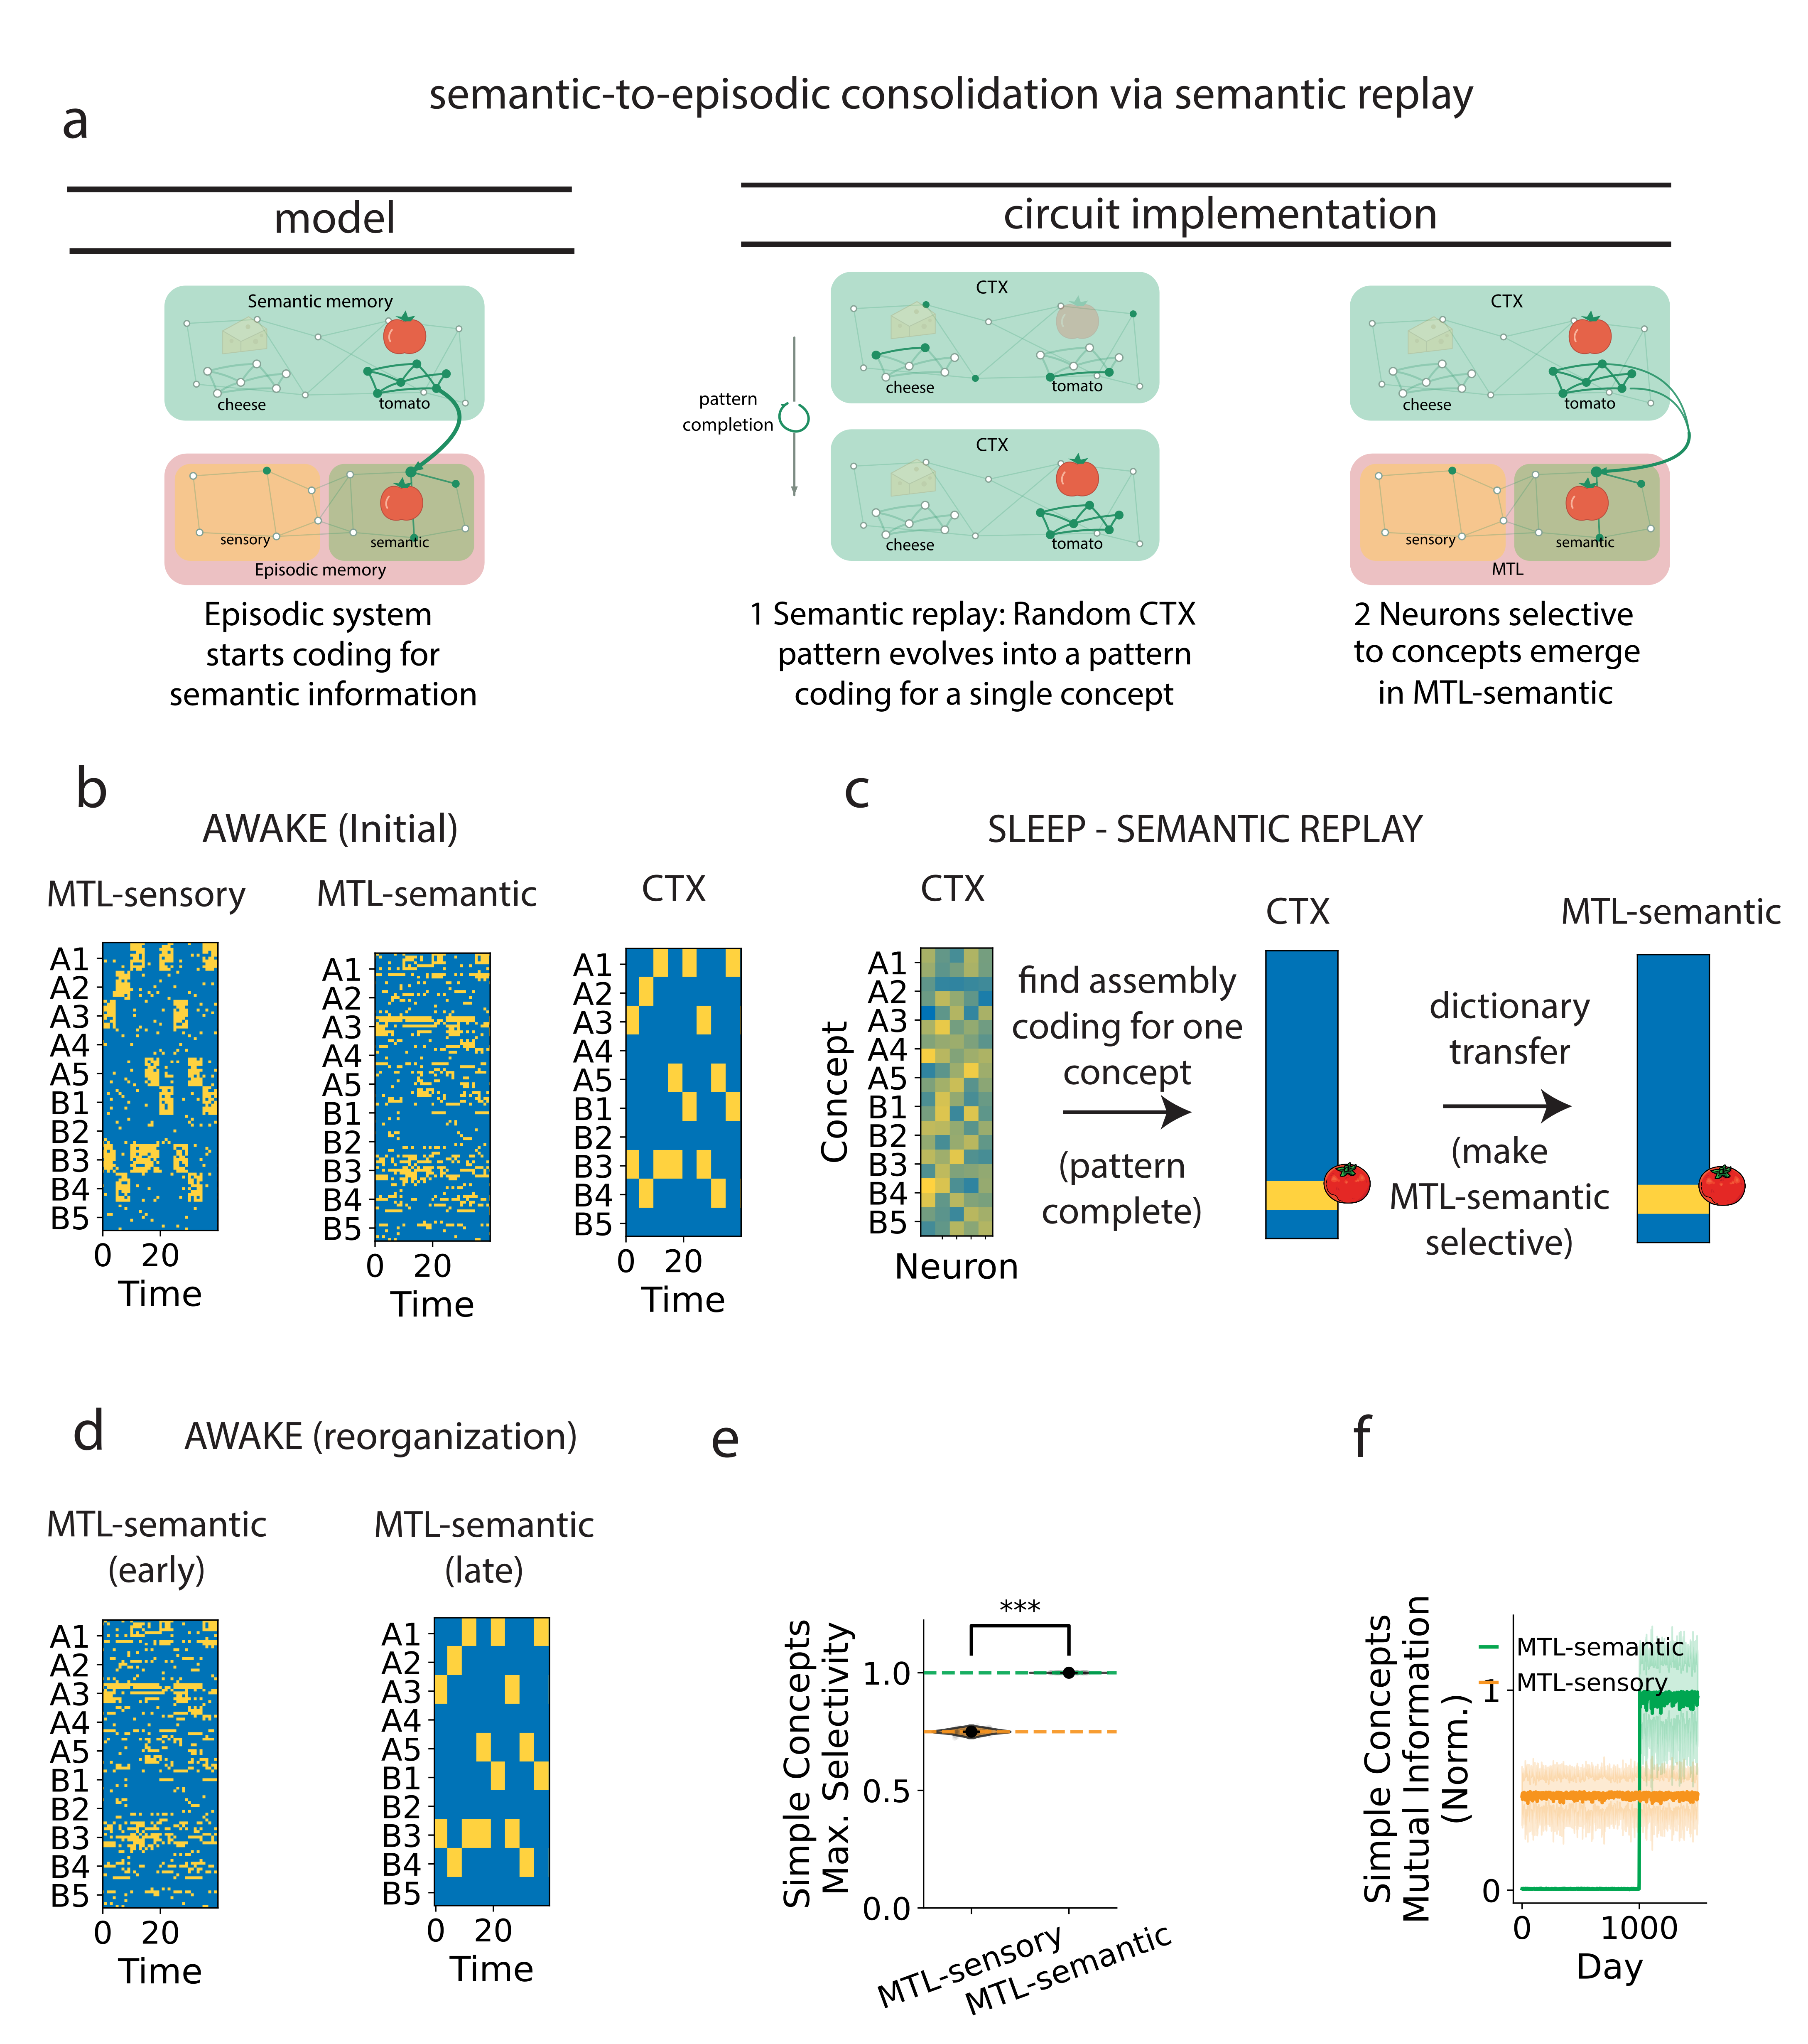 semantic-to-episodic consolidation via semantic replay
a
model
circuit implementation
Semantic memory
cheese
tomato
sensory
semantic
Episodic memory
Episodic system
starts coding for
semantic information
pattern
completion
CTX
cheese
tomato
CTX
cheese
tomato
1 Semantic replay: Random CTX
pattern evolves into a pattern
coding for a single concept
CTX
cheese
tomato
sensory
semantic
MTL
2 Neurons selective
to concepts emerge
in MTL-semantic
b
AWAKE (Initial)
MTL-sensory
A1
A2
A3
A4
A5
B1
B2
B3
B4
B5
0 20
Time
MTL-semantic
A1
A2
A3
A4
A5
B1
B2
B3
B4
B5
0 20
Time
CTX
A1
A2
A3
A4
A5
B1
B2
B3
B4
B5
0 20
Time
c
SLEEP - SEMANTIC REPLAY
CTX
Concept
A1
A2
A3
A4
A5
B1
B2
B3
B4
B5
Neuron
find assembly
coding for one
concept
(pattern
complete)
CTX
dictionary
transfer
(make
MTL-semantic
selective)
MTL-semantic
d
AWAKE (reorganization)
MTL-semantic
(early)
A1
A2
A3
A4
A5
B1
B2
B3
B4
B5
0 20
Time
MTL-semantic
(late)
A1
A2
A3
A4
A5
B1
B2
B3
B4
B5
0 20
Time
e
Simple Concepts
Max. Selectivity
***
1.0
0.5
0.0
MTL-sensory
MTL-semantic
f
Simple Concepts
Mutual Information
(Norm.)
MTL-semantic
MTL-sensory
1
0
0 1000
Day